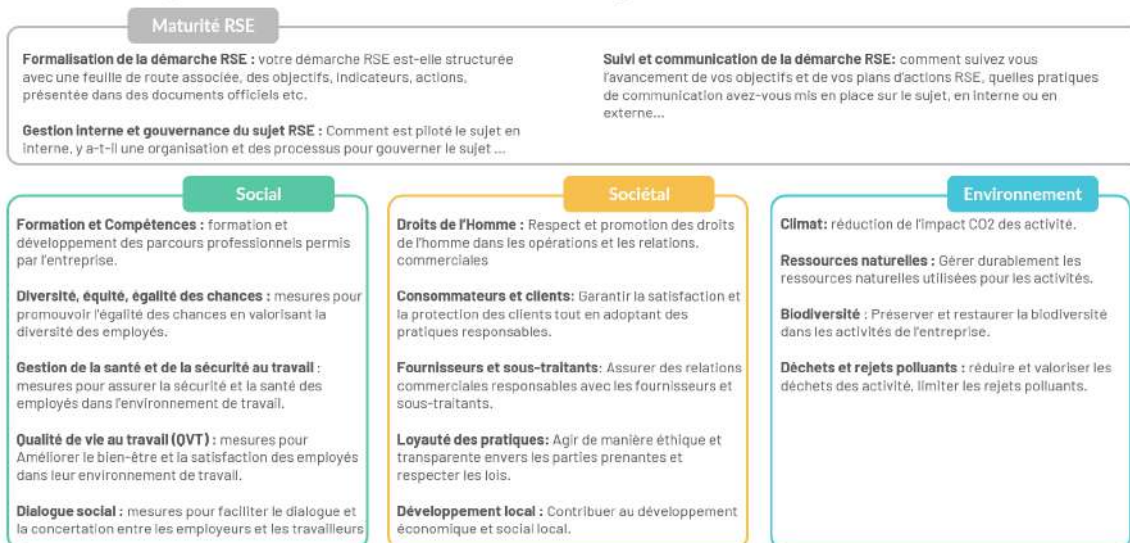 Maturité RSE
Formalisation de la démarche RSE : votre démarche RSE est-elle structurée
avec une feuille de route associée, des objectifs, indicateurs, actions,
présentée dans des documents officiels etc.
Gestion interne et gouvernance du sujet RSE : Comment est piloté le sujet en
interne, y a-t-il une organisation et des processus pour gouverner le sujet ...
Suivi et communication de la démarche RSE: comment suivez vous
l'avancement de vos objectifs et de vos plans d'actions RSE, quelles pratiques
de communication avez-vous mis en place sur le sujet, en interne ou en
externe...
Social
Formation et Compétences : formation et
développement des parcours professionnels permis
par l'entreprise.
Diversité, équité, égalité des chances : mesures pour
promouvoir l'égalité des chances en valorisant la
diversité des employés.
Gestion de la santé et de la sécurité au travail :
mesures pour assurer la sécurité et la santé des
employés dans l'environnement de travail.
Qualité de vie au travail (QVT) : mesures pour
Améliorer le bien-être et la satisfaction des employés
dans leur environnement de travail.
Dialogue social : mesures pour faciliter le dialogue et
la concertation entre les employeurs et les travailleurs
Sociétal
Droits de l'Homme : Respect et promotion des droits
de l'homme dans les opérations et les relations.
commerciales
Consommateurs et clients: Garantir la satisfaction et
la protection des clients tout en adoptant des
pratiques responsables.
Fournisseurs et sous-traitants: Assurer des relations
commerciales responsables avec les fournisseurs et
sous-traitants.
Loyauté des pratiques: Agir de manière éthique et
transparente envers les parties prenantes et
respecter les lois.
Développement local : Contribuer au développement
économique et social local.
Environnement
Climat: réduction de l'impact CO2 des activité.
Ressources naturelles : Gérer durablement les
ressources naturelles utilisées pour les activités.
Biodiversité : Préserver et restaurer la biodiversité
dans les activités de l'entreprise.
Déchets et rejets polluants : réduire et valoriser les
déchets des activité, limiter les rejets polluants.